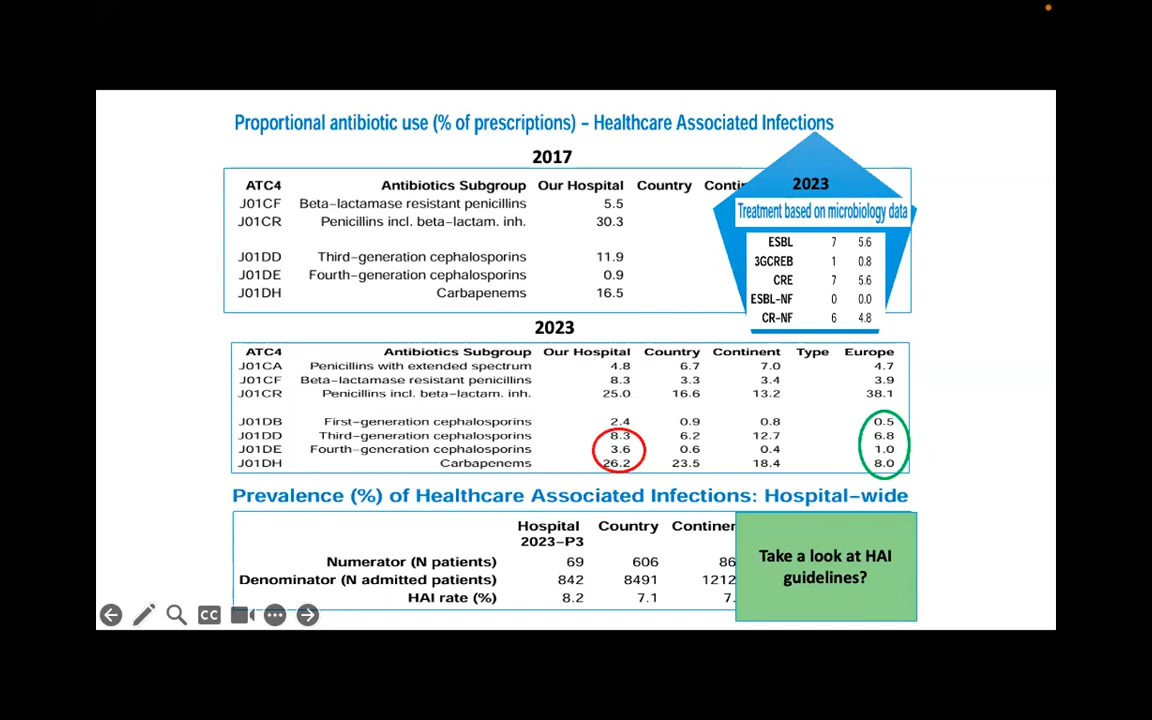 Proportional antibiotic use (% of prescriptions) – Healthcare Associated Infections
2017
ATC4 Antibiotics Subgroup Our Hospital Country
J01CF Beta-lactamase resistant penicillins 5.5
J01CR Penicillins incl. beta-lactam. inh. 30.3
J01DD Third-generation cephalosporins 11.9
J01DE Fourth-generation cephalosporins 0.9
J01DH Carbapenems 16.5
2023
Treatment based on microbiology data
ESBL 7 5.6
3GCREB 1 0.8
CRE 7 5.6
ESBL-NF 0 0.0
CR-NF 6 4.8
2023
ATC4 Antibiotics Subgroup Our Hospital Country Continent Type Europe
J01CA Penicillins with extended spectrum 4.8 6.7 7.0 4.7
J01CF Beta-lactamase resistant penicillins 8.3 3.3 3.4 3.9
J01CR Penicillins incl. beta-lactam. inh. 25.0 16.6 13.2 38.1
J01DB First-generation cephalosporins 2.4 0.9 0.8 0.5
J01DD Third-generation cephalosporins 8.3 6.2 12.7 6.8
J01DE Fourth-generation cephalosporins 3.6 0.6 0.4 1.0
J01DH Carbapenems 26.2 23.5 18.4 8.0
Prevalence (%) of Healthcare Associated Infections: Hospital-wide
Hospital Country
2023-P3
Numerator (N patients) 69 606
Denominator (N admitted patients) 842 8491
HAI rate (%) 8.2 7.1
Take a look at HAI
guidelines?
CC